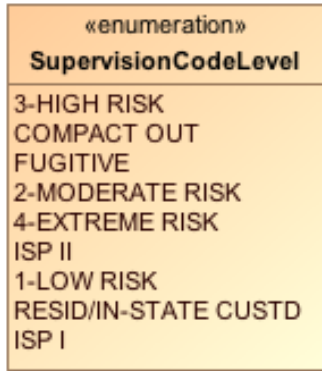 «enumeration»
SupervisionCodeLevel
3-HIGH RISK
COMPACT OUT
FUGITIVE
2-MODERATE RISK
4-EXTREME RISK
ISP II
1-LOW RISK
RESID/IN-STATE CUSTD
ISP I